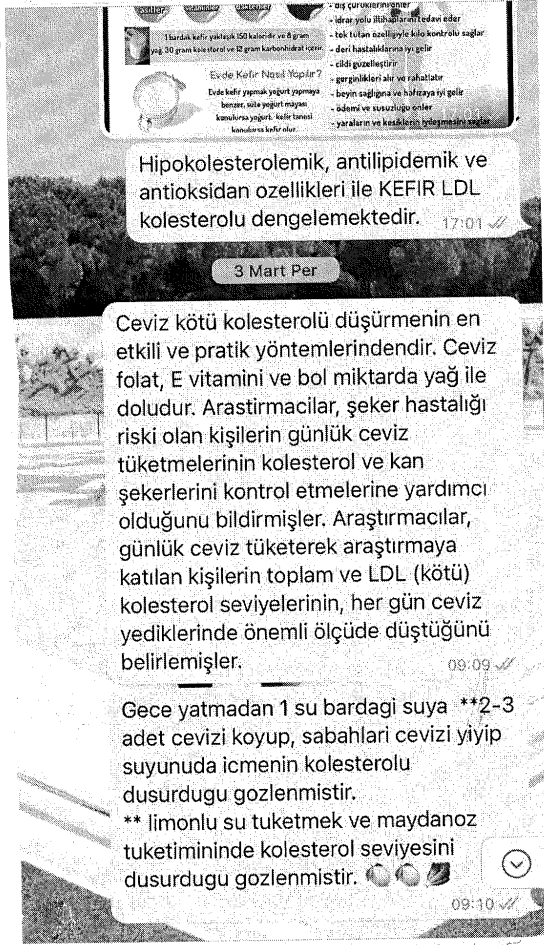 - diş çürüklerini önler
- idrar yolu iltihaplarını tedavi eder
- tok tutan özelliğiyle kilo kontrolü sağlar
- deri hastalıklarına iyi gelir
- cildi güzelleştirir
- gerginlikleri alır ve rahatlatır
- beyin sağlığına ve hafızaya iyi gelir
- ödemi ve susuzluğu önler
- yaraların ve kesiklerin iyileşmesini sağlar
1 bardak kefir yaklaşık 150 kaloridir ve 8 gram
yağ, 30 gram kolesterol ve 12 gram karbonhidrat içerir.
Evde Kefir Nasıl Yapılır?
Evde kefir yapmak yoğurt yapmaya
benzer, süte yoğurt mayası
konulursa yoğurt, kefir tanesi
konulursa kefir olur.
Hipokolesterolemik, antilipidemik ve
antioksidan ozellikleri ile KEFIR LDL
kolesterolu dengelemektedir. 17:01
3 Mart Per
Ceviz kötü kolesterolü düşürmenin en
etkili ve pratik yöntemlerindendir. Ceviz
folat, E vitamini ve bol miktarda yağ ile
doludur. Arastirmacilar, şeker hastalığı
riski olan kişilerin günlük ceviz
tüketmelerinin kolesterol ve kan
şekerlerini kontrol etmelerine yardımcı
olduğunu bildirmişler. Araştırmacılar,
günlük ceviz tüketerek araştırmaya
katılan kişilerin toplam ve LDL (kötü)
kolesterol seviyelerinin, her gün ceviz
yediklerinde önemli ölçüde düştüğünü
belirlemişler. 09:09
Gece yatmadan 1 su bardagi suya **2-3
adet cevizi koyup, sabahlari cevizi yiyip
suyunuda icmenin kolesterolu
dusurdugu gozlenmistir.
** limonlu su tuketmek ve maydanoz
tuketimininde kolesterol seviyesini
dusurdugu gozlenmistir.
09:10